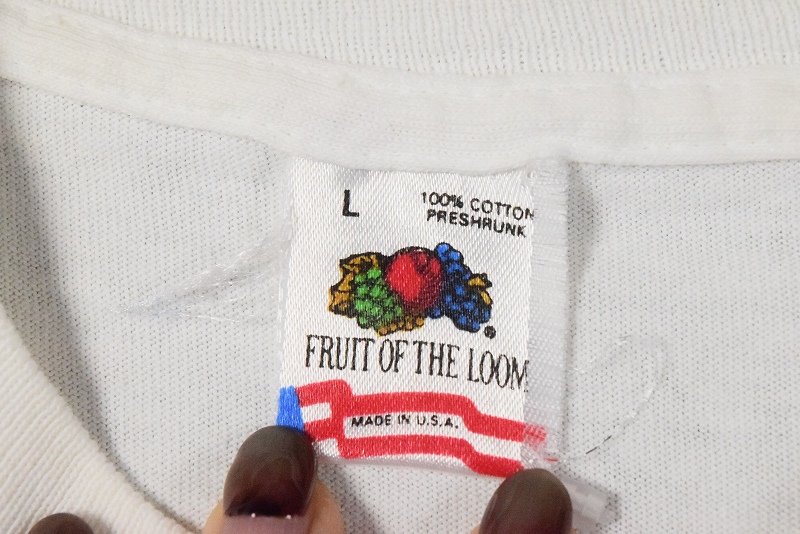 L
100% COTTON
PRESHRUNK
®
FRUIT OF THE LOOM
MADE IN U.S.A.